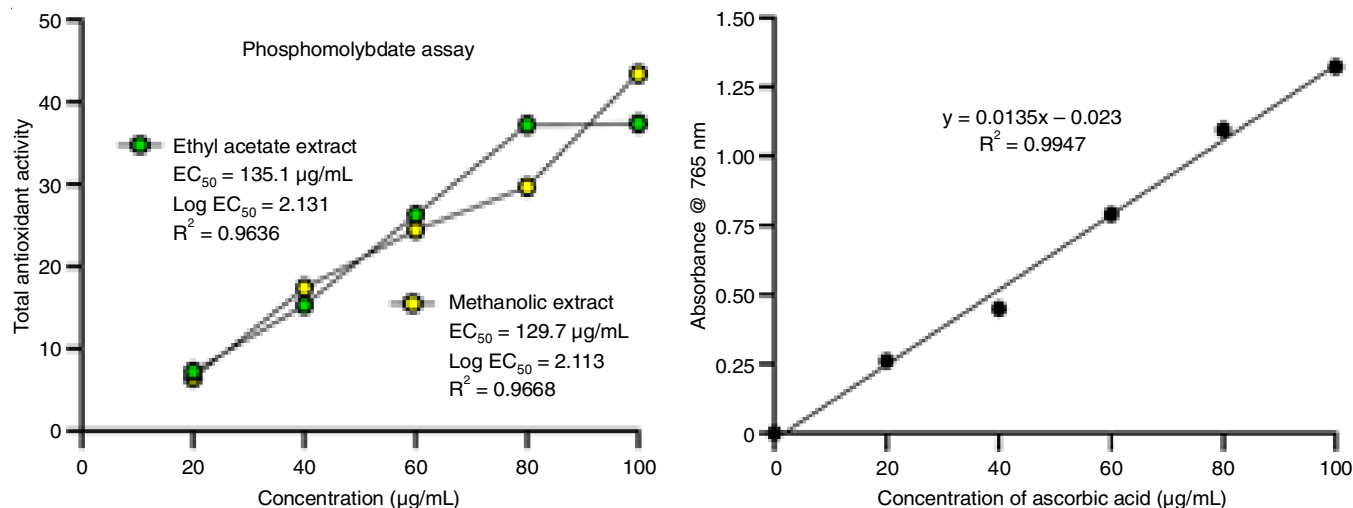 50
40
30
20
10
0
Total antioxidant activity
Phosphomolybdate assay
Ethyl acetate extract
EC₅₀ = 135.1 µg/mL
Log EC₅₀ = 2.131
R² = 0.9636
Methanolic extract
EC₅₀ = 129.7 µg/mL
Log EC₅₀ = 2.113
R² = 0.9668
0 20 40 60 80 100
Concentration (µg/mL)
1.50
1.25
1.00
0.75
0.50
0.25
0
Absorbance @ 765 nm
y = 0.0135x – 0.023
R² = 0.9947
0 20 40 60 80 100
Concentration of ascorbic acid (µg/mL)